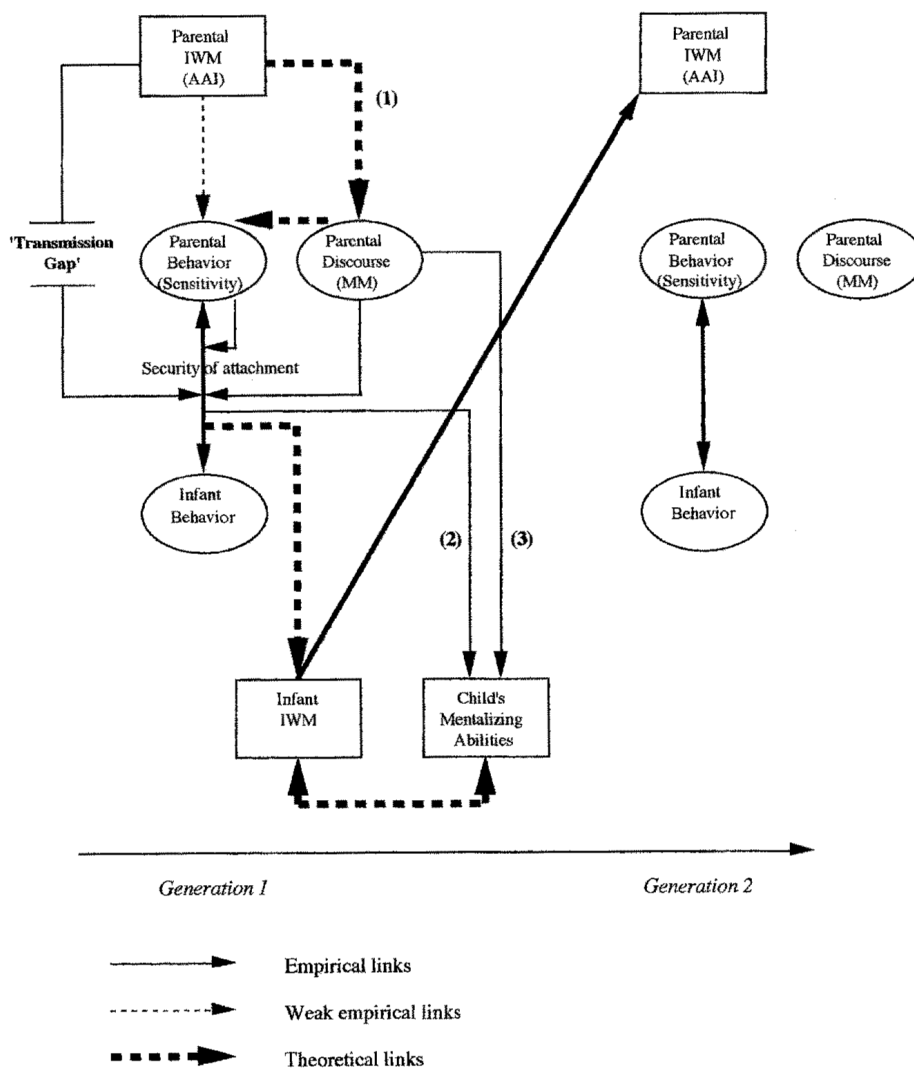 Parental
IWM
(AAI)
Parental
IWM
(AAI)
(1)
'Transmission
Gap'
Parental
Behavior
(Sensitivity)
Parental
Discourse
(MM)
Parental
Behavior
(Sensitivity)
Parental
Discourse
(MM)
Security of attachment
Infant
Behavior
Infant
Behavior
(2)
(3)
Infant
IWM
Child's
Mentalizing
Abilities
Generation 1
Generation 2
Empirical links
Weak empirical links
Theoretical links